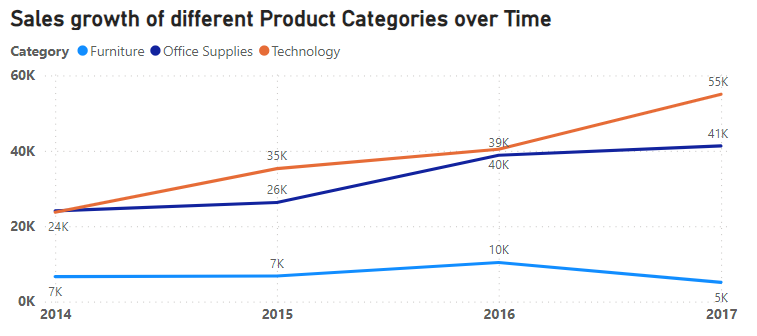 Sales growth of different Product Categories over Time
Category Furniture Office Supplies Technology
60K
55K
41K
40K
39K
40K
35K
26K
20K
24K
10K
7K
7K
5K
0K
2014 2015 2016 2017